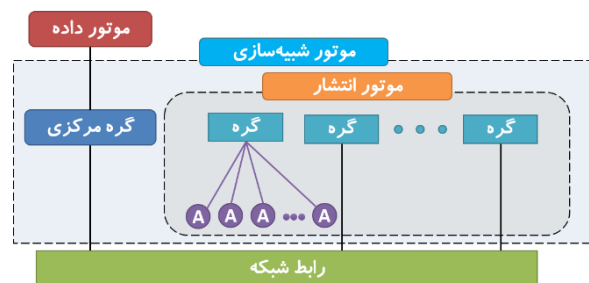 موتور داده
موتور شبیه‌سازی
موتور انتشار
گره مرکزی
گره
گره
گره
A
A
A
A
رابط شبکه